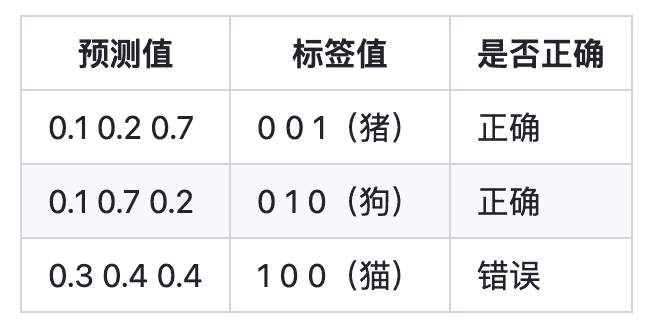 预测值 标签值 是否正确
0.1 0.2 0.7 0 0 1（猪） 正确
0.1 0.7 0.2 0 1 0（狗） 正确
0.3 0.4 0.4 1 0 0（猫） 错误